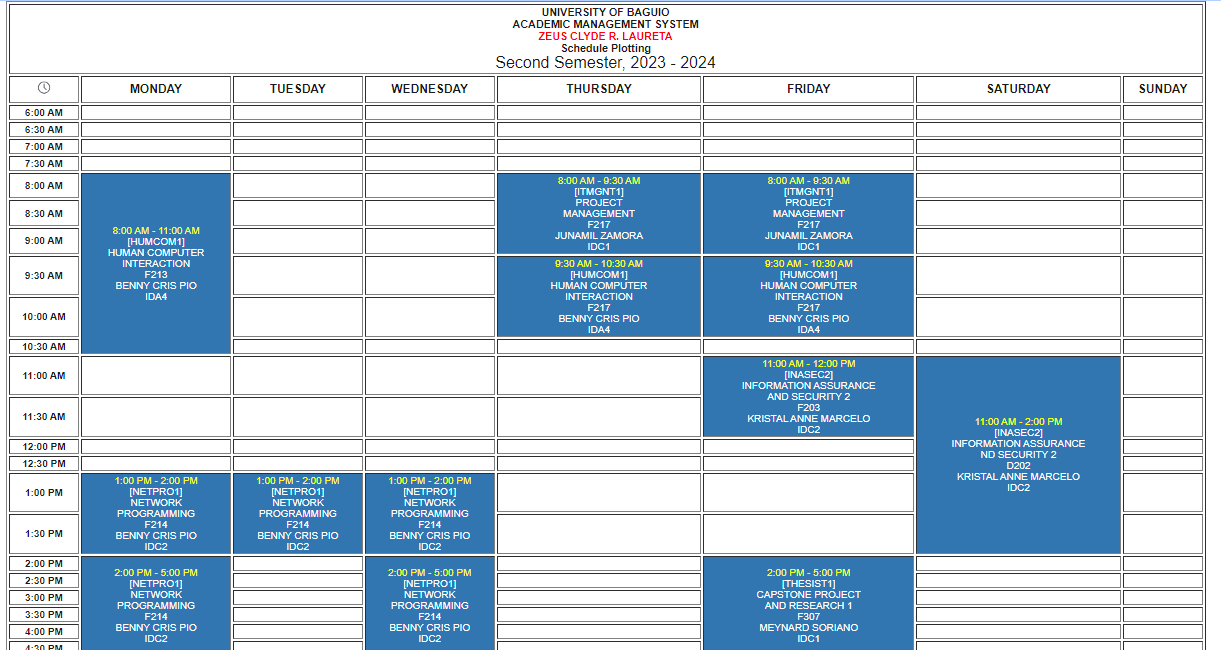 UNIVERSITY OF BAGUIO
ACADEMIC MANAGEMENT SYSTEM
ZEUS CLYDE R. LAURETA
Schedule Plotting
Second Semester, 2023 - 2024
MONDAY TUESDAY WEDNESDAY THURSDAY FRIDAY SATURDAY SUNDAY
6:00 AM
6:30 AM
7:00 AM
7:30 AM
8:00 AM
8:30 AM
9:00 AM
9:30 AM
10:00 AM
10:30 AM
11:00 AM
11:30 AM
12:00 PM
12:30 PM
1:00 PM
1:30 PM
2:00 PM
2:30 PM
3:00 PM
3:30 PM
4:00 PM
4:30 PM
8:00 AM - 11:00 AM
[HUMCOM1]
HUMAN COMPUTER
INTERACTION
F213
BENNY CRIS PIO
IDA4
1:00 PM - 2:00 PM
[NETPRO1]
NETWORK
PROGRAMMING
F214
BENNY CRIS PIO
IDC2
2:00 PM - 5:00 PM
[NETPRO1]
NETWORK
PROGRAMMING
F214
BENNY CRIS PIO
IDC2
1:00 PM - 2:00 PM
[NETPRO1]
NETWORK
PROGRAMMING
F214
BENNY CRIS PIO
IDC2
1:00 PM - 2:00 PM
[NETPRO1]
NETWORK
PROGRAMMING
F214
BENNY CRIS PIO
IDC2
2:00 PM - 5:00 PM
[NETPRO1]
NETWORK
PROGRAMMING
F214
BENNY CRIS PIO
IDC2
8:00 AM - 9:30 AM
[ITMGNT1]
PROJECT
MANAGEMENT
F217
JUNAMIL ZAMORA
IDC1
9:30 AM - 10:30 AM
[HUMCOM1]
HUMAN COMPUTER
INTERACTION
F217
BENNY CRIS PIO
IDA4
8:00 AM - 9:30 AM
[ITMGNT1]
PROJECT
MANAGEMENT
F217
JUNAMIL ZAMORA
IDC1
9:30 AM - 10:30 AM
[HUMCOM1]
HUMAN COMPUTER
INTERACTION
F217
BENNY CRIS PIO
IDA4
11:00 AM - 12:00 PM
[INASEC2]
INFORMATION ASSURANCE
AND SECURITY 2
F203
KRISTAL ANNE MARCELO
IDC2
2:00 PM - 5:00 PM
[THESIST1]
CAPSTONE PROJECT
AND RESEARCH 1
F307
MEYNARD SORIANO
IDC1
11:00 AM - 2:00 PM
[INASEC2]
INFORMATION ASSURANCE
ND SECURITY 2
D202
KRISTAL ANNE MARCELO
IDC2